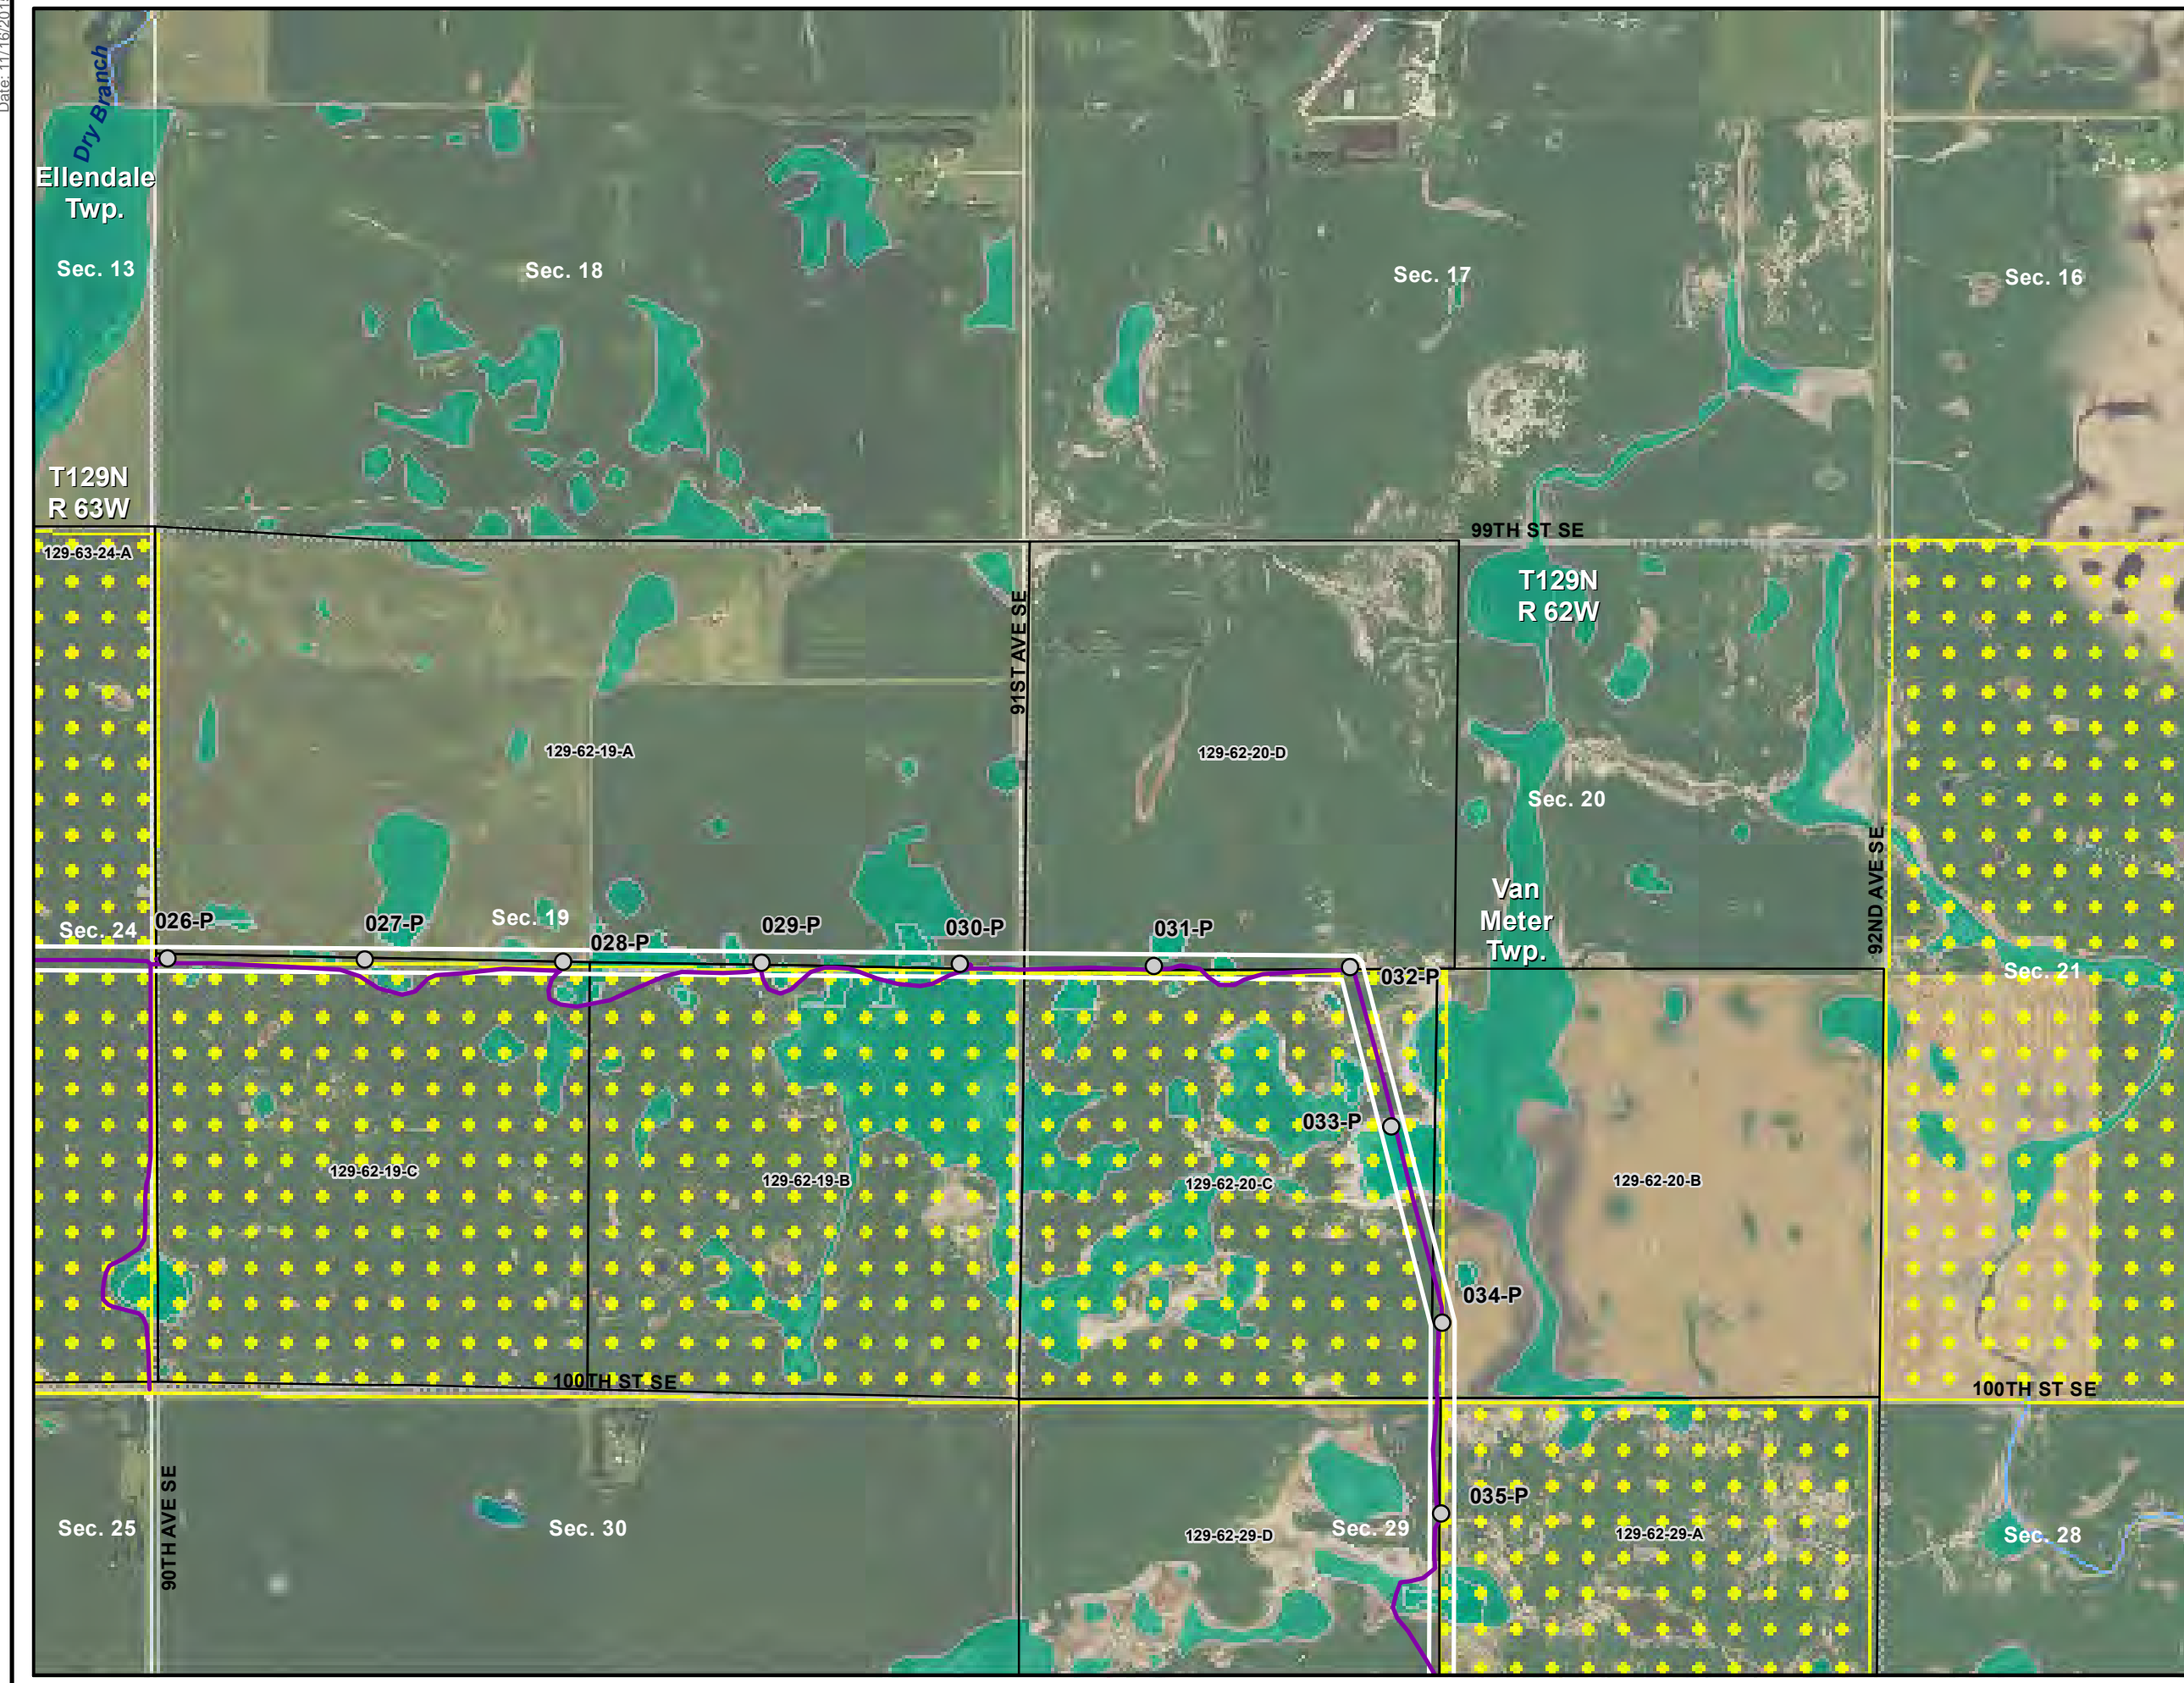 Date: 11/16/201
Dry Branch
Ellendale
Twp.
Sec. 13
Sec. 18
Sec. 17
Sec. 16
T129N
R 63W
99TH ST SE
129-63-24-A
T129N
R 62W
91ST AVE SE
129-62-19-A
129-62-20-D
Sec. 20
92ND AVE SE
Van
Meter
Twp.
Sec. 24
026-P
027-P
Sec. 19
028-P
029-P
030-P
031-P
032-P
Sec. 21
033-P
129-62-19-C
129-62-19-B
129-62-20-C
129-62-20-B
034-P
100TH ST SE
100TH ST SE
90TH AVE SE
035-P
Sec. 25
Sec. 30
129-62-29-D
Sec. 29
129-62-29-A
Sec. 28